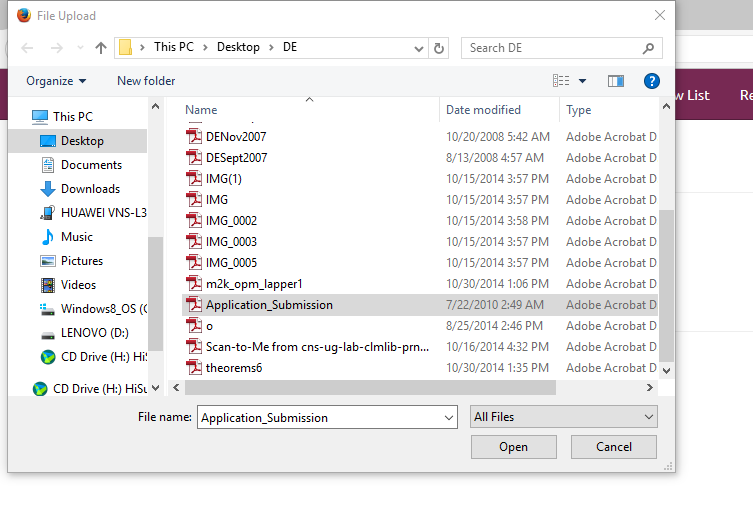 File Upload
This PC > Desktop > DE
Search DE
Organize
New folder
w List
Re
This PC
Desktop
Documents
Downloads
HUAWEI VNS-L3
Music
Pictures
Videos
Windows8_OS (C
LENOVO (D:)
CD Drive (H:) HiS
CD Drive (H:) HiSu
Name Date modified Type
DENov2007 10/20/2008 5:42 AM Adobe Acrobat D
DESept2007 8/13/2008 4:57 AM Adobe Acrobat D
IMG(1) 10/15/2014 3:57 PM Adobe Acrobat D
IMG 10/15/2014 3:57 PM Adobe Acrobat D
IMG_0002 10/15/2014 3:58 PM Adobe Acrobat D
IMG_0003 10/15/2014 3:57 PM Adobe Acrobat D
IMG_0005 10/15/2014 3:57 PM Adobe Acrobat D
m2k_opm_lapper1 10/30/2014 1:06 PM Adobe Acrobat D
Application_Submission 7/22/2010 2:49 AM Adobe Acrobat D
o 8/25/2014 2:46 PM Adobe Acrobat D
Scan-to-Me from cns-ug-lab-clmlib-prn... 10/16/2014 4:32 PM Adobe Acrobat D
theorems6 10/30/2014 1:35 PM Adobe Acrobat D
File name: Application_Submission
All Files
Open
Cancel